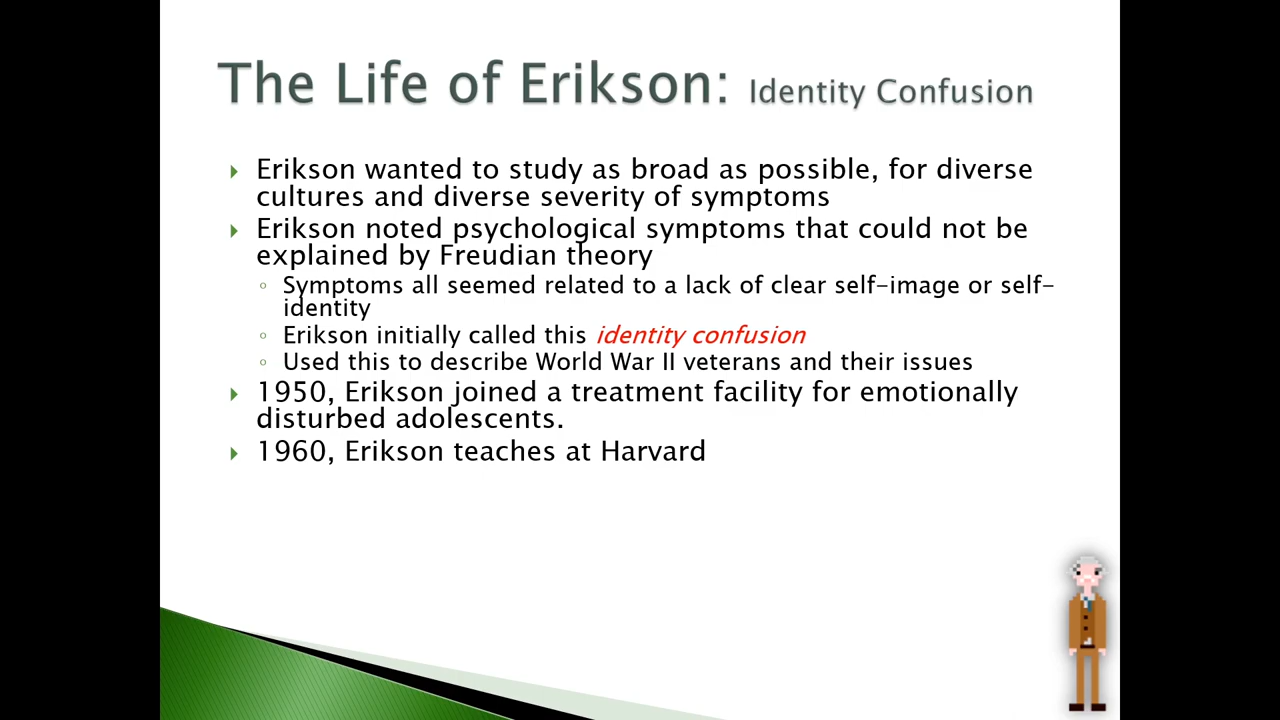 The Life of Erikson: Identity Confusion
Erikson wanted to study as broad as possible, for diverse
cultures and diverse severity of symptoms
Erikson noted psychological symptoms that could not be
explained by Freudian theory
Symptoms all seemed related to a lack of clear self-image or self-
identity
Erikson initially called this identity confusion
Used this to describe World War II veterans and their issues
1950, Erikson joined a treatment facility for emotionally
disturbed adolescents.
1960, Erikson teaches at Harvard